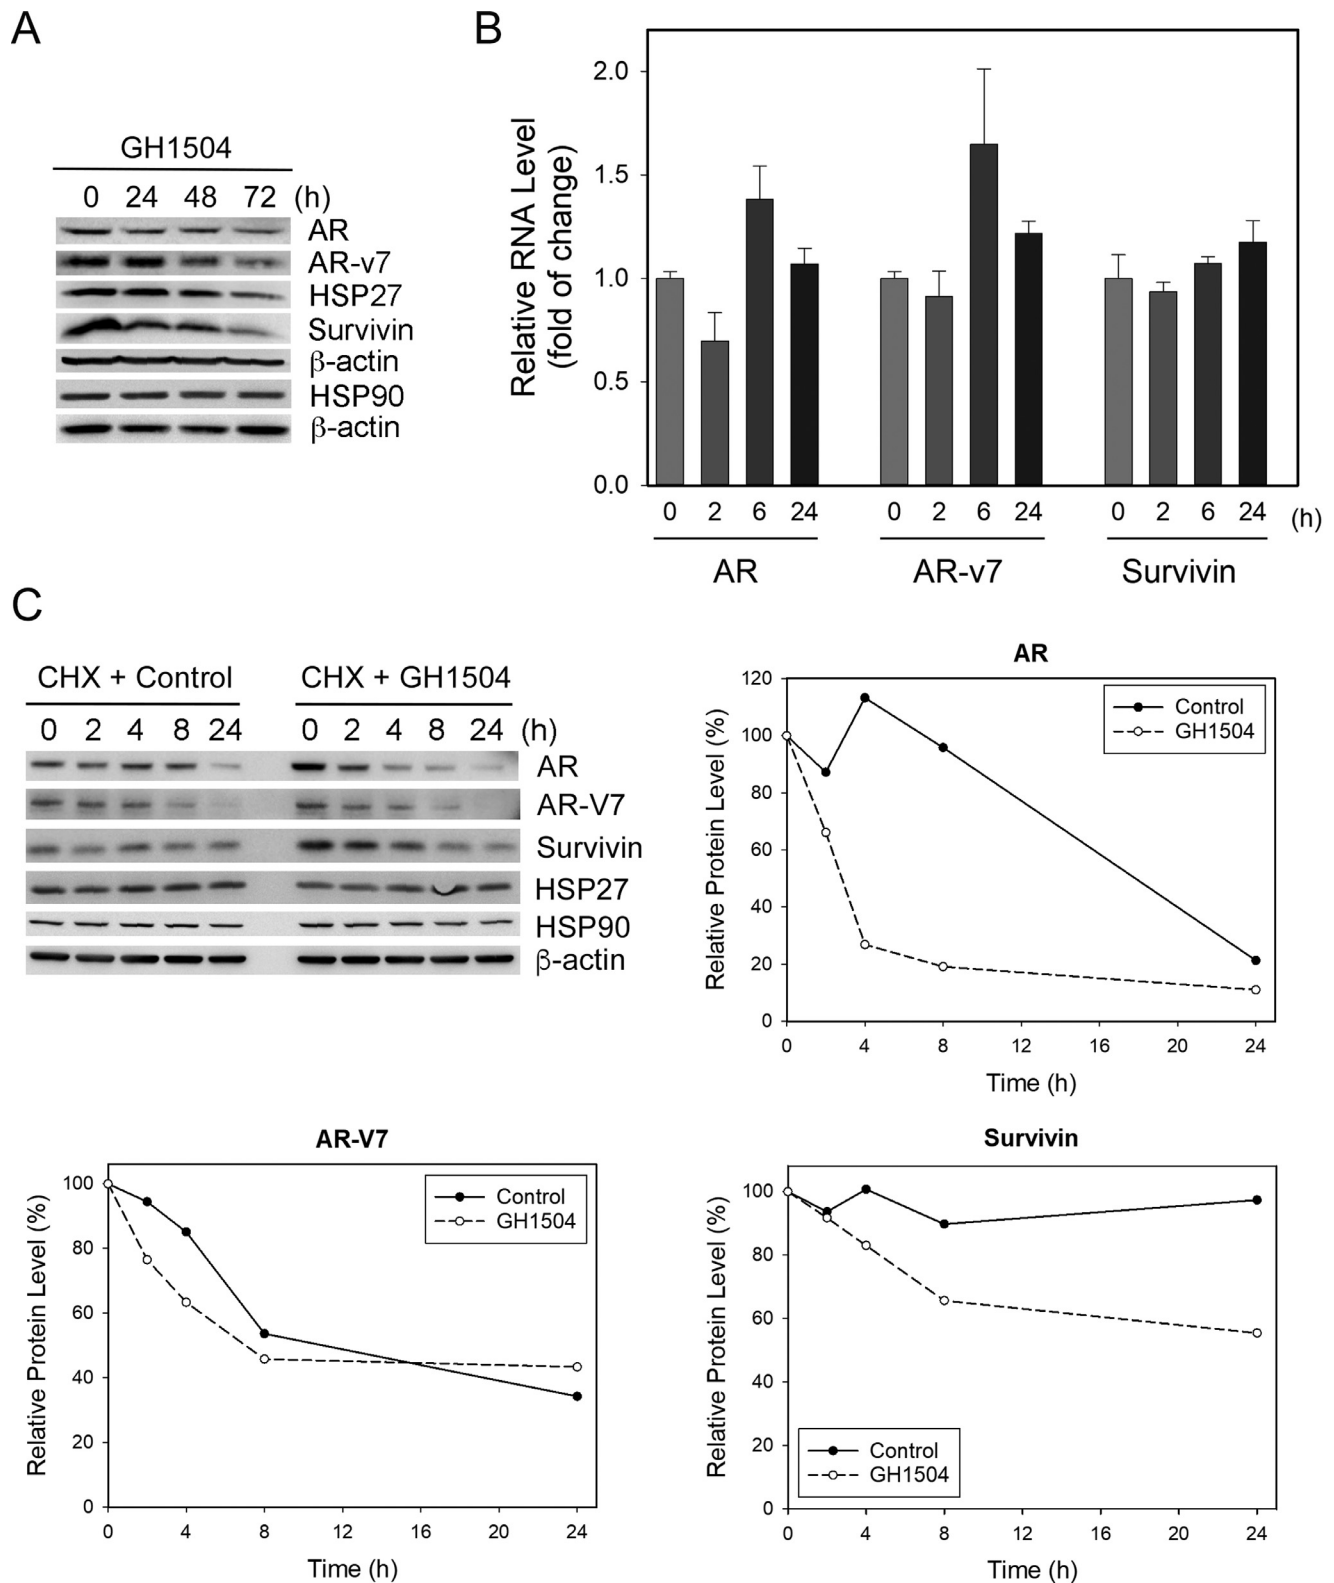 A
GH1504
0 24 48 72 (h)
AR
AR-v7
HSP27
Survivin
β-actin
HSP90
β-actin
B
Relative RNA Level
(fold of change)
2.0
1.5
1.0
0.5
0.0
0 2 6 24 0 2 6 24 0 2 6 24 (h)
AR AR-v7 Survivin
C
CHX + Control CHX + GH1504
0 2 4 8 24 0 2 4 8 24 (h)
AR
AR-V7
Survivin
HSP27
HSP90
β-actin
AR
Relative Protein Level (%)
120
100
80
60
40
20
0
Control
GH1504
0 4 8 12 16 20 24
Time (h)
AR-V7
Relative Protein Level (%)
100
80
60
40
20
0
Control
GH1504
0 4 8 12 16 20 24
Time (h)
Survivin
Relative Protein Level (%)
100
80
60
40
20
0
Control
GH1504
0 4 8 12 16 20 24
Time (h)